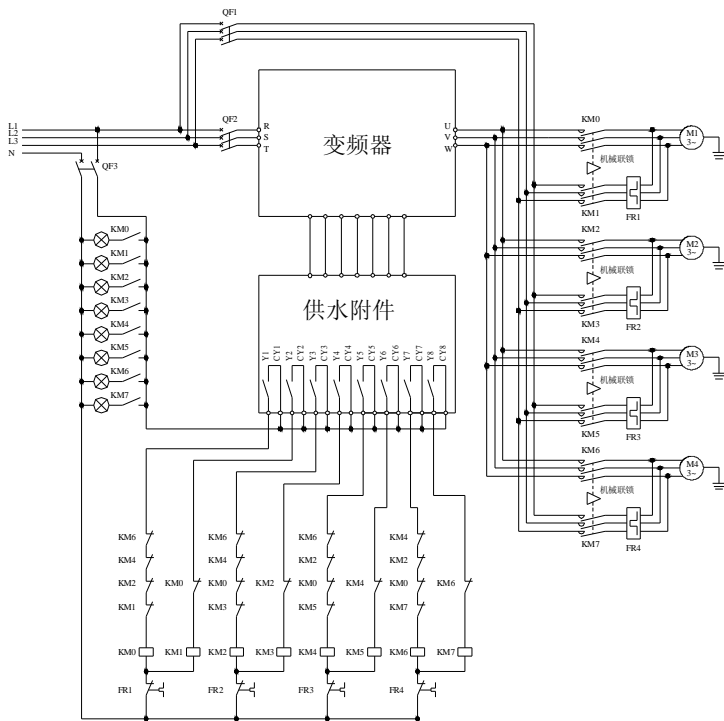 QF1
L1
L2
L3
N
QF2
R
S
T
变频器
U
V
W
KM0
机械联锁
M1
3~
QF3
KM1
FR1
KM0
KM1
KM2
KM3
KM4
KM5
KM6
KM7
KM2
机械联锁
M2
3~
KM3
FR2
供水附件
Y1 CY1 Y2 CY2 Y3 CY3 Y4 CY4 Y5 CY5 Y6 CY6 Y7 CY7 Y8 CY8
KM4
机械联锁
M3
3~
KM5
FR3
KM6
机械联锁
M4
3~
KM7
FR4
KM6 KM6 KM6 KM4
KM4 KM4 KM2 KM2
KM2 KM0 KM0 KM2 KM0 KM4 KM0 KM6
KM1 KM3 KM5 KM7
KM0 KM1 KM2 KM3 KM4 KM5 KM6 KM7
FR1 FR2 FR3 FR4